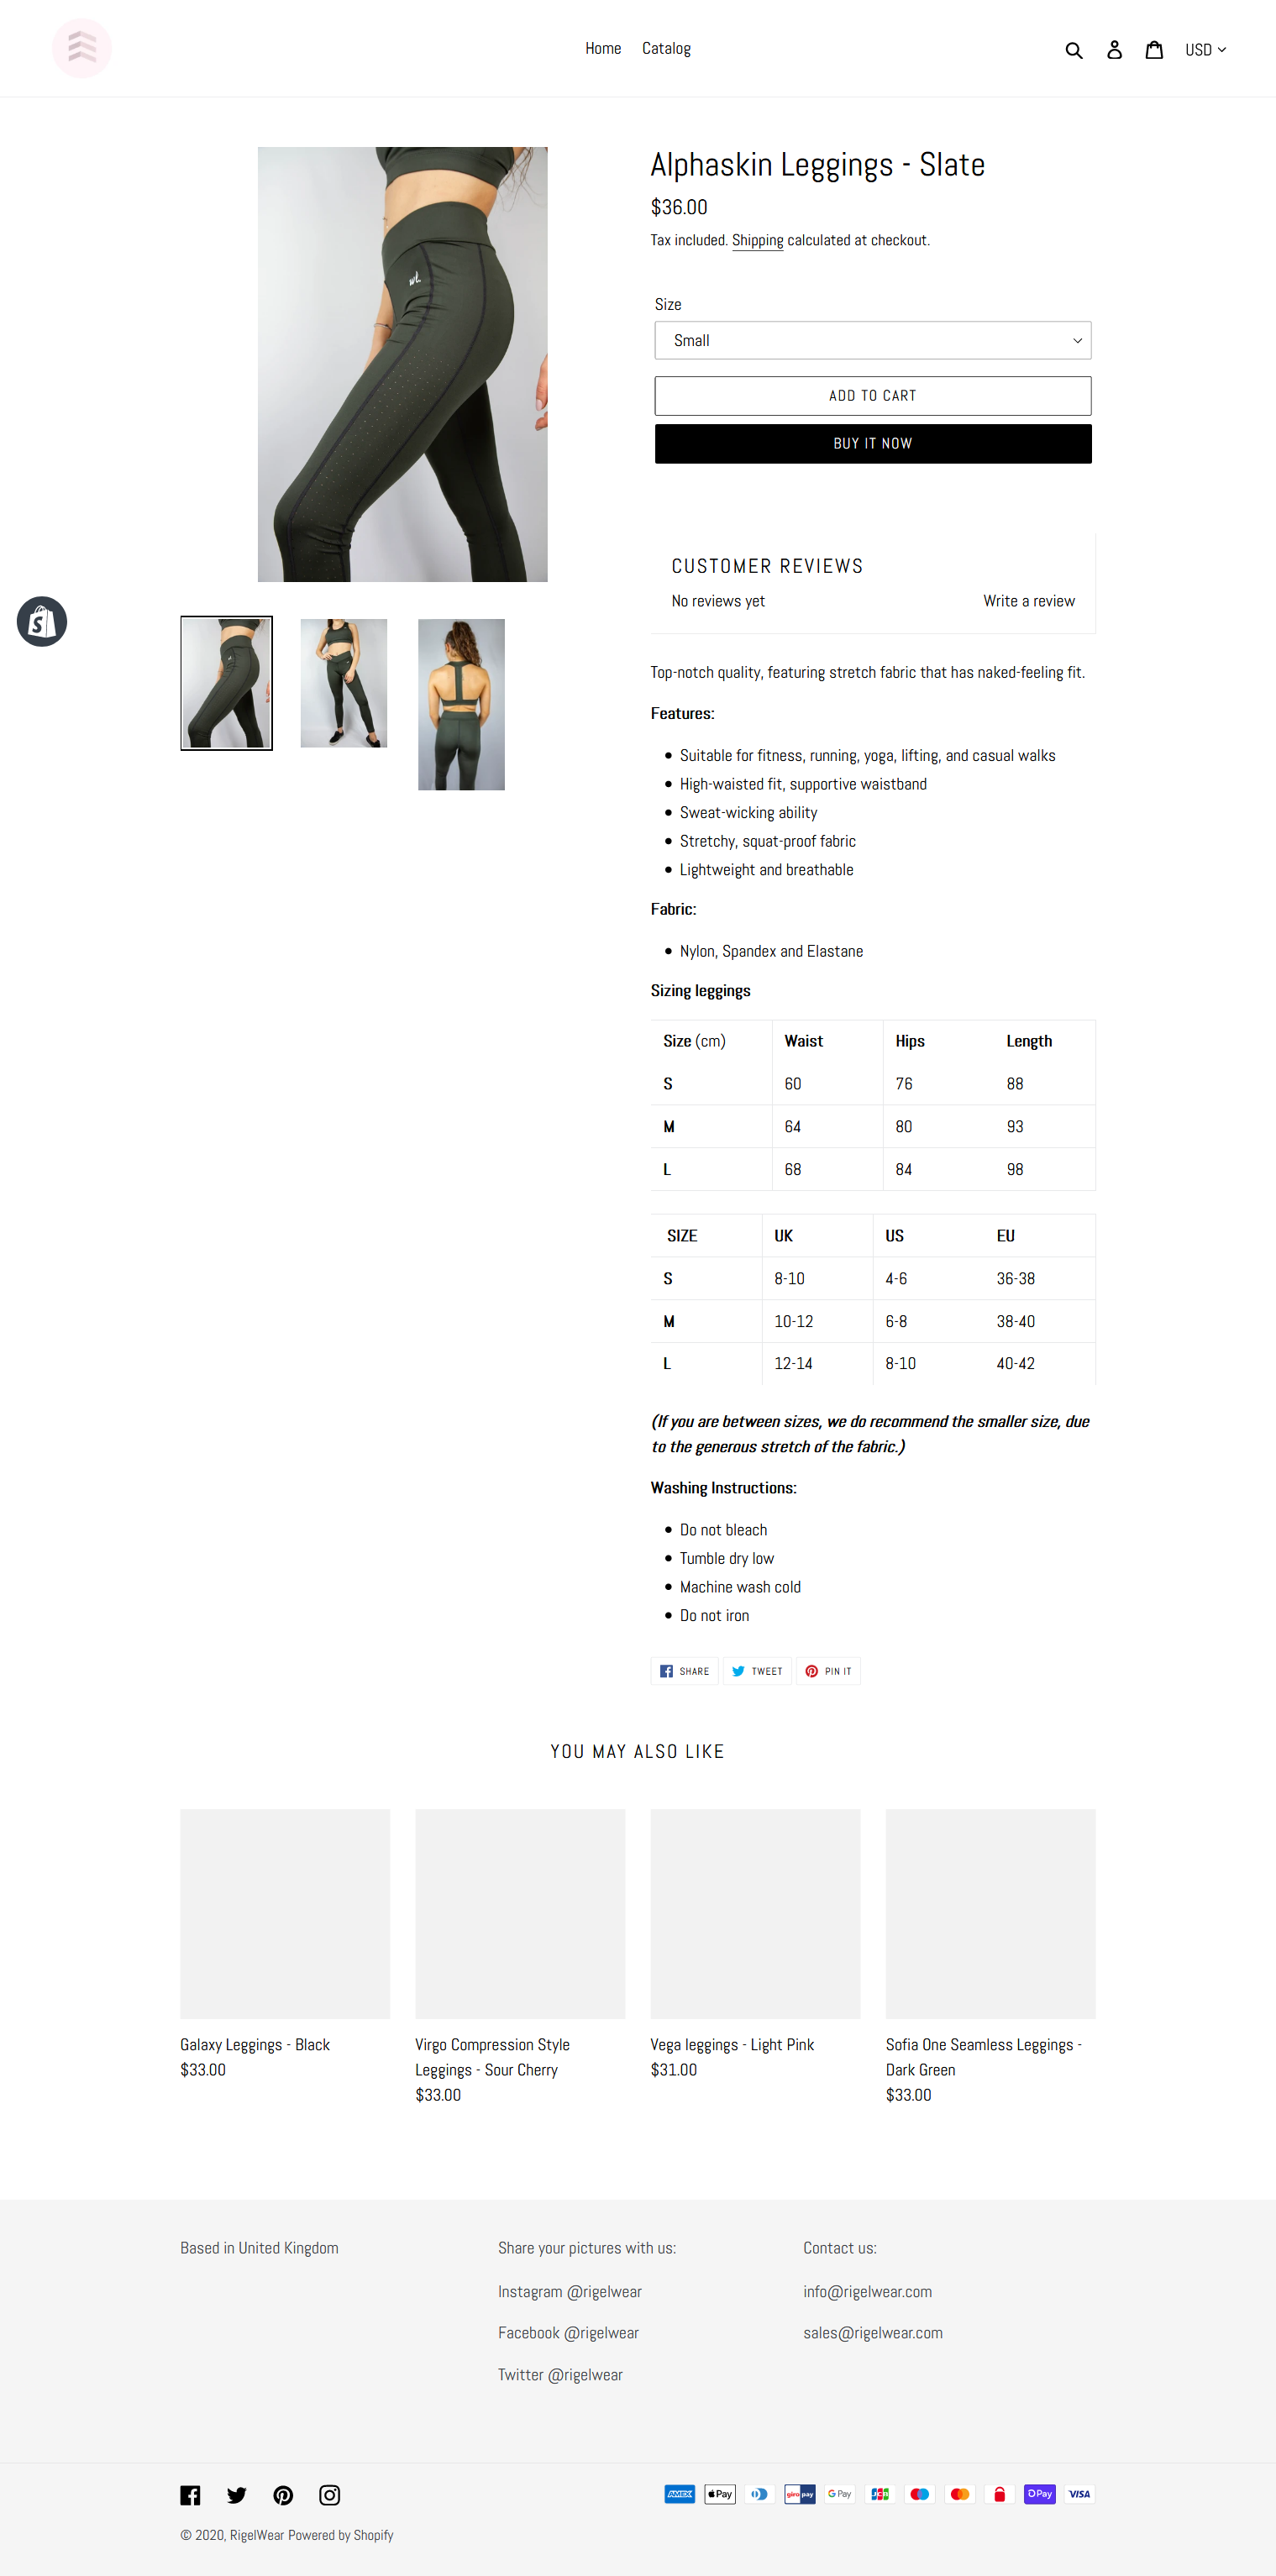 Home Catalog USD
Alphaskin Leggings - Slate
$36.00
Tax included. Shipping calculated at checkout.
Size
Small
ADD TO CART
BUY IT NOW
CUSTOMER REVIEWS
No reviews yet Write a review
Top-notch quality, featuring stretch fabric that has naked-feeling fit.
Features:
Suitable for fitness, running, yoga, lifting, and casual walks
High-waisted fit, supportive waistband
Sweat-wicking ability
Stretchy, squat-proof fabric
Lightweight and breathable
Fabric:
Nylon, Spandex and Elastane
Sizing leggings
Size (cm) Waist Hips Length
S 60 76 88
M 64 80 93
L 68 84 98
SIZE UK US EU
S 8-10 4-6 36-38
M 10-12 6-8 38-40
L 12-14 8-10 40-42
(If you are between sizes, we do recommend the smaller size, due
to the generous stretch of the fabric.)
Washing Instructions:
Do not bleach
Tumble dry low
Machine wash cold
Do not iron
SHARE TWEET PIN IT
YOU MAY ALSO LIKE
Galaxy Leggings - Black
$33.00
Virgo Compression Style
Leggings - Sour Cherry
$33.00
Vega leggings - Light Pink
$31.00
Sofia One Seamless Leggings -
Dark Green
$33.00
Based in United Kingdom
Share your pictures with us:
Instagram @rigelwear
Facebook @rigelwear
Twitter @rigelwear
Contact us:
info@rigelwear.com
sales@rigelwear.com
AMEX Pay giropay G Pay JCB Pay VISA
© 2020, RigelWear Powered by Shopify